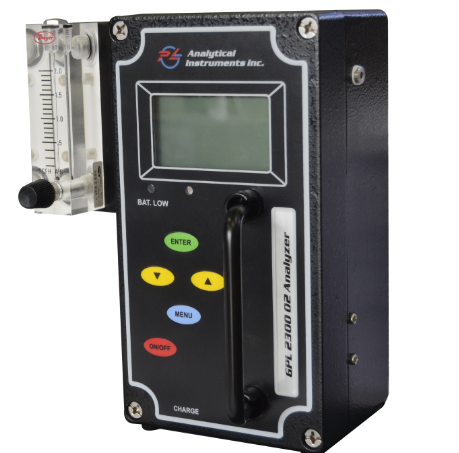 Analytical
Instruments inc.
BAT. LOW
ENTER
MENU
ON/OFF
CHARGE
GPL 2300 O2 Analyzer